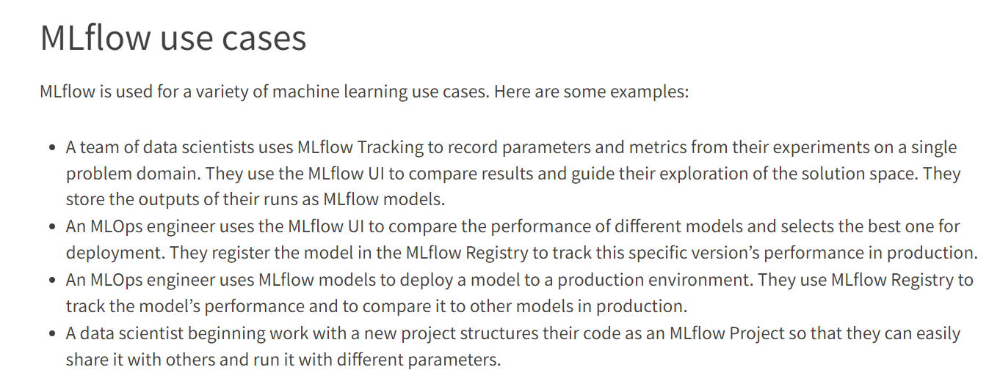 MLflow use cases
MLflow is used for a variety of machine learning use cases. Here are some examples:
• A team of data scientists uses MLflow Tracking to record parameters and metrics from their experiments on a single
problem domain. They use the MLflow UI to compare results and guide their exploration of the solution space. They
store the outputs of their runs as MLflow models.
• An MLOps engineer uses the MLflow UI to compare the performance of different models and selects the best one for
deployment. They register the model in the MLflow Registry to track this specific version’s performance in production.
• An MLOps engineer uses MLflow models to deploy a model to a production environment. They use MLflow Registry to
track the model’s performance and to compare it to other models in production.
• A data scientist beginning work with a new project structures their code as an MLflow Project so that they can easily
share it with others and run it with different parameters.